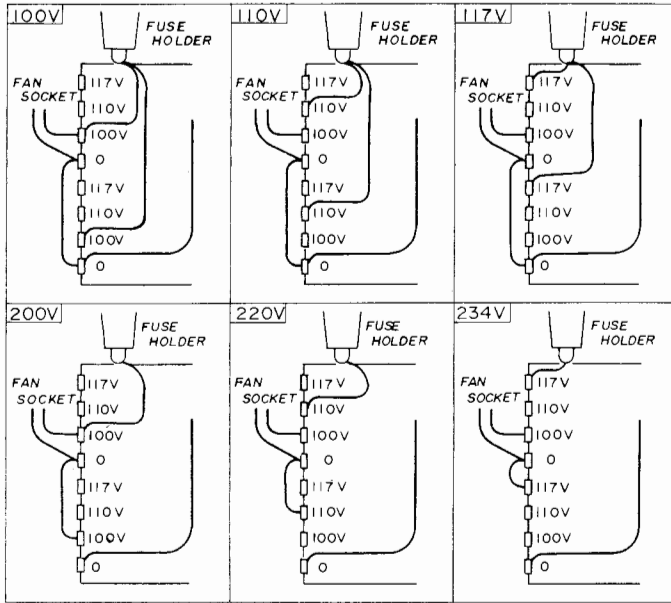 100V
FUSE
HOLDER
FAN
SOCKET
117V
110V
100V
0
117V
110V
100V
0
110V
FUSE
HOLDER
FAN
SOCKET
117V
110V
100V
0
117V
110V
100V
0
117V
FUSE
HOLDER
FAN
SOCKET
117V
110V
100V
0
117V
110V
100V
0
200V
FUSE
HOLDER
FAN
SOCKET
117V
110V
100V
0
117V
110V
100V
0
220V
FUSE
HOLDER
FAN
SOCKET
117V
110V
100V
0
117V
110V
100V
0
234V
FUSE
HOLDER
FAN
SOCKET
117V
110V
100V
0
117V
110V
100V
0